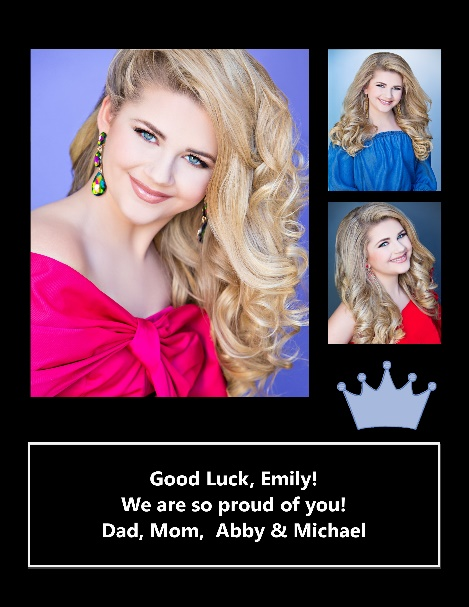 Good Luck, Emily!
We are so proud of you!
Dad, Mom,  Abby & Michael